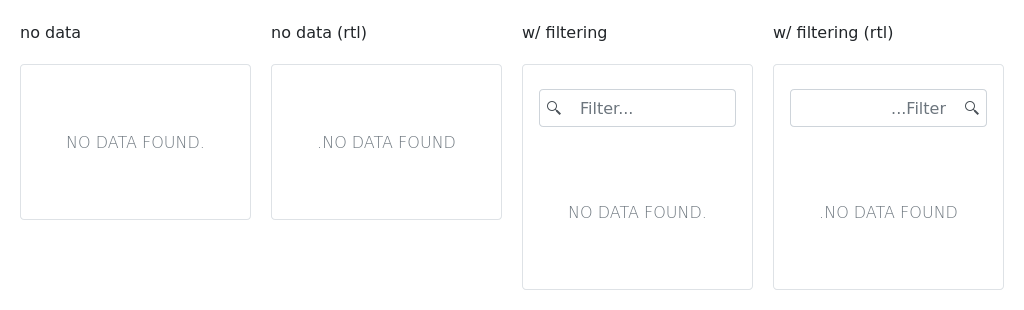 no data
NO DATA FOUND.
no data (rtl)
.NO DATA FOUND
w/ filtering
Filter...
NO DATA FOUND.
w/ filtering (rtl)
...Filter
.NO DATA FOUND